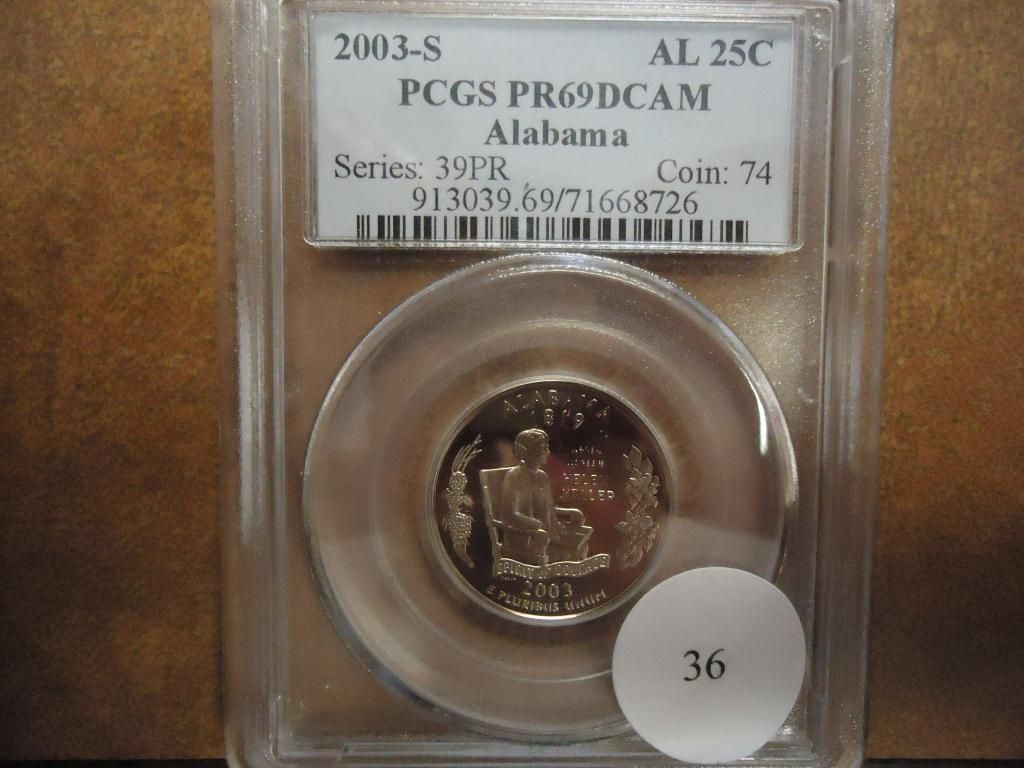 2003-S AL 25C
PCGS PR69DCAM
Alabama
Series: 39PR Coin: 74
913039.69/71668726
ALABAMA
1819
HELEN
KELLER
SPIRIT OF COURAGE
2003
E PLURIBUS UNUM
36